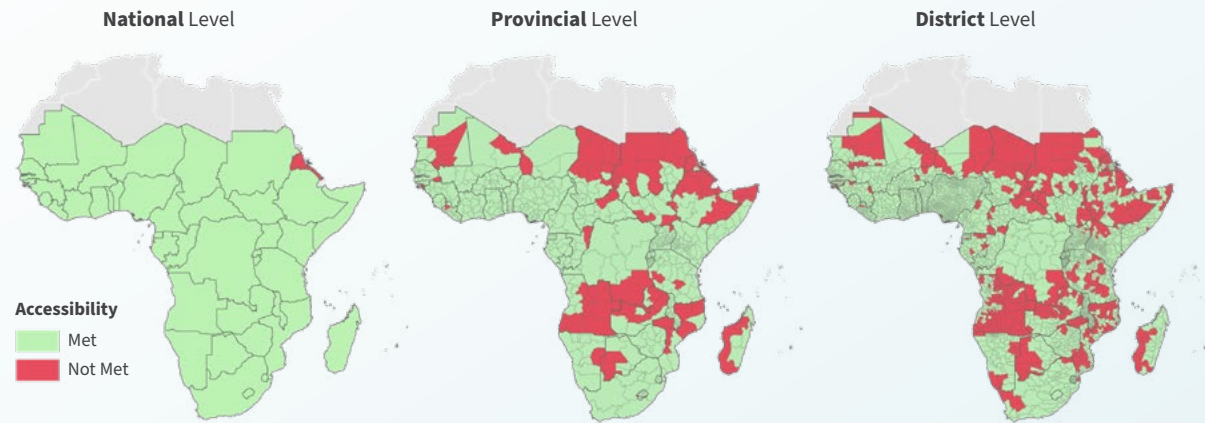 National Level
Provincial Level
District Level
Accessibility
Met
Not Met